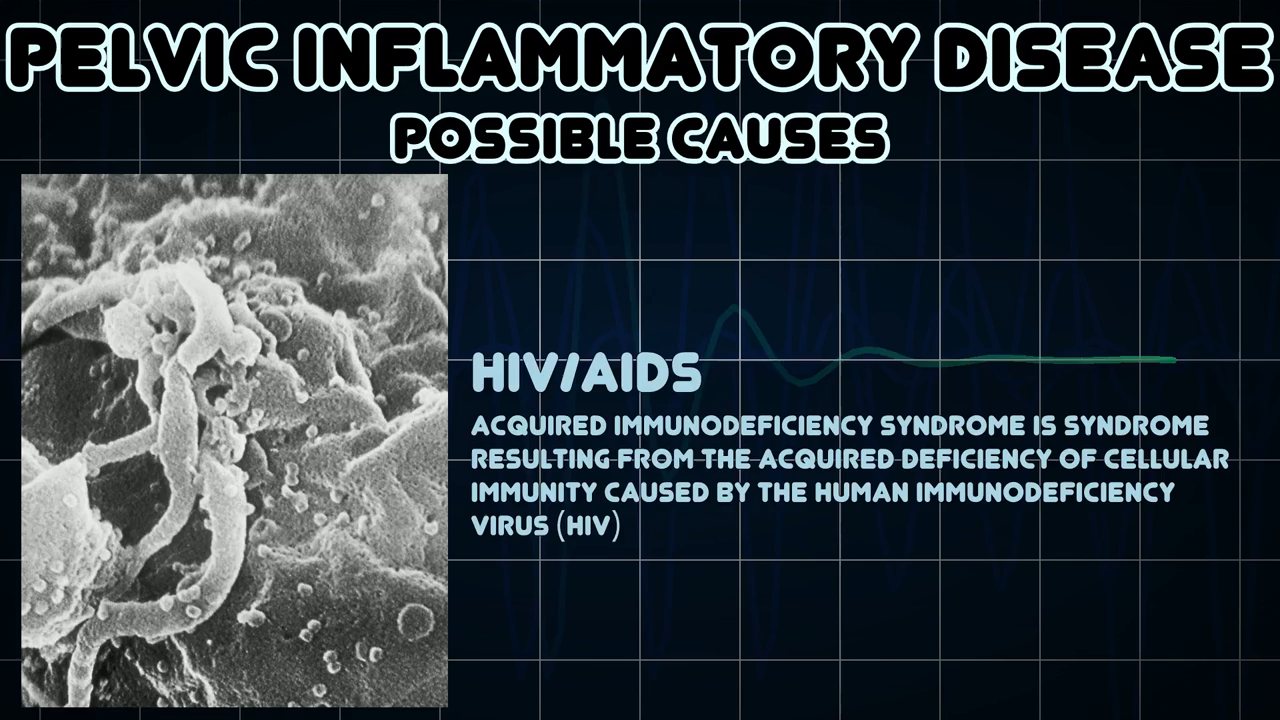 PELVIC INFLAMMATORY DISEASE
POSSIBLE CAUSES
HIV/AIDS
ACQUIRED IMMUNODEFICIENCY SYNDROME IS SYNDROME
RESULTING FROM THE ACQUIRED DEFICIENCY OF CELLULAR
IMMUNITY CAUSED BY THE HUMAN IMMUNODEFICIENCY
VIRUS (HIV)